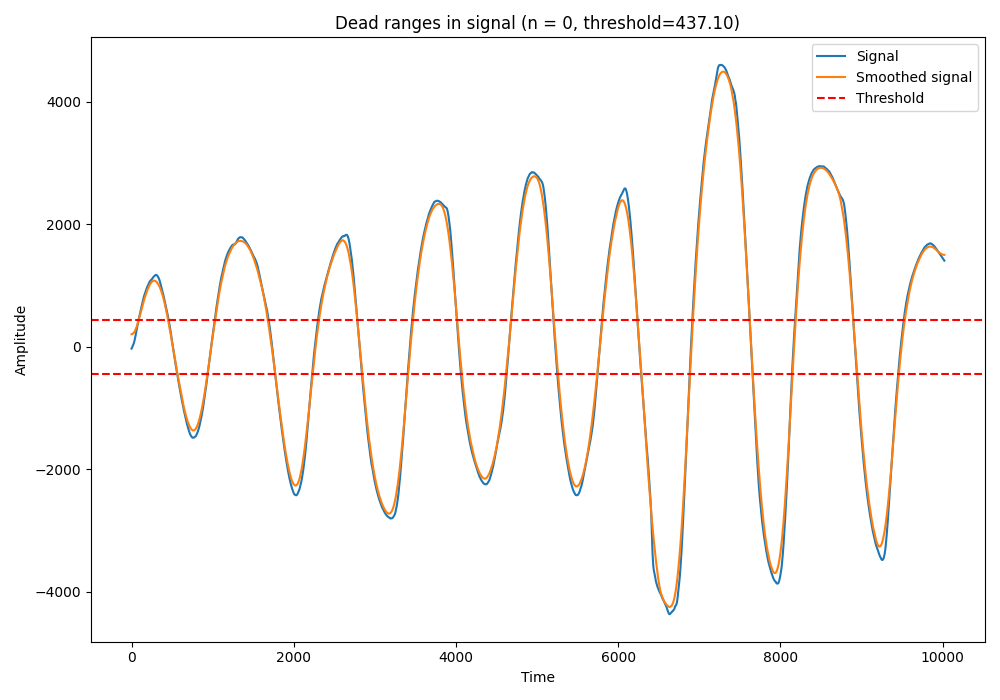 Dead ranges in signal (n = 0, threshold=437.10)
Signal
Smoothed signal
Threshold
Amplitude
4000
2000
0
−2000
−4000
0
2000
4000
6000
8000
10000
Time